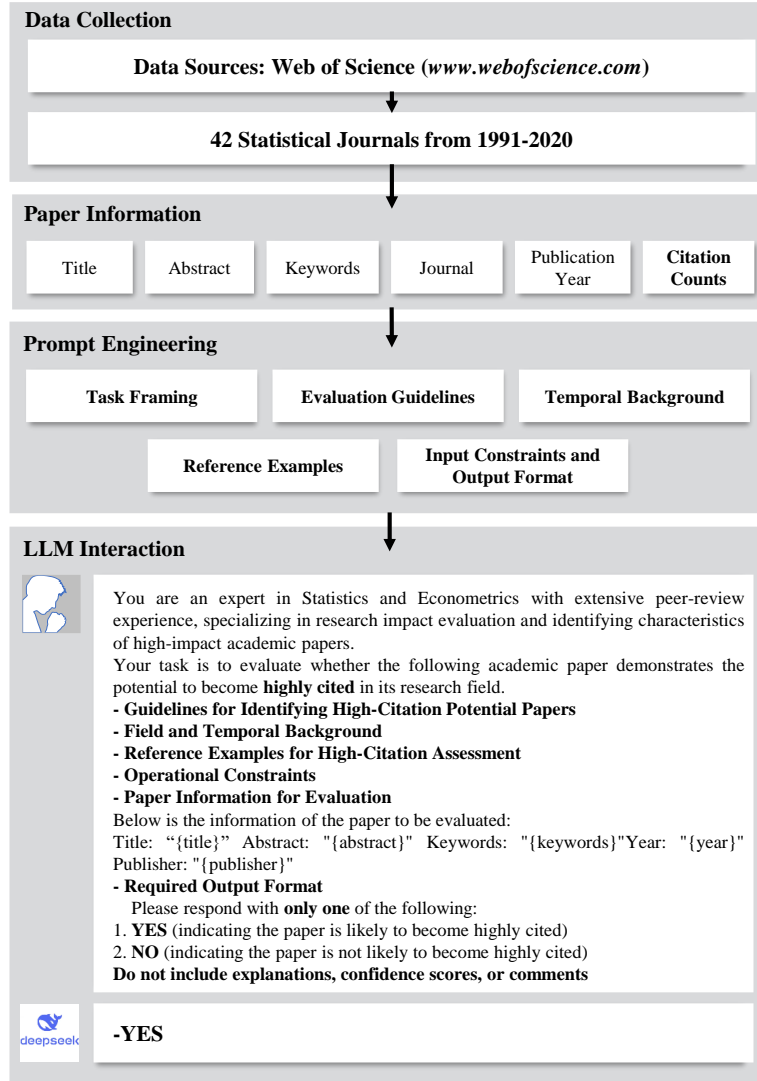 Data Collection
Data Sources: Web of Science (www.webofscience.com)
42 Statistical Journals from 1991-2020
Paper Information
Title
Abstract
Keywords
Journal
Publication
Year
Citation
Counts
Prompt Engineering
Task Framing
Evaluation Guidelines
Temporal Background
Reference Examples
Input Constraints and
Output Format
LLM Interaction
You are an expert in Statistics and Econometrics with extensive peer-review
experience, specializing in research impact evaluation and identifying characteristics
of high-impact academic papers.
Your task is to evaluate whether the following academic paper demonstrates the
potential to become highly cited in its research field.
- Guidelines for Identifying High-Citation Potential Papers
- Field and Temporal Background
- Reference Examples for High-Citation Assessment
- Operational Constraints
- Paper Information for Evaluation
Below is the information of the paper to be evaluated:
Title: “{title}” Abstract: "{abstract}" Keywords: "{keywords}"Year: "{year}"
Publisher: "{publisher}"
- Required Output Format
Please respond with only one of the following:
1. YES (indicating the paper is likely to become highly cited)
2. NO (indicating the paper is not likely to become highly cited)
Do not include explanations, confidence scores, or comments
deepseek
-YES